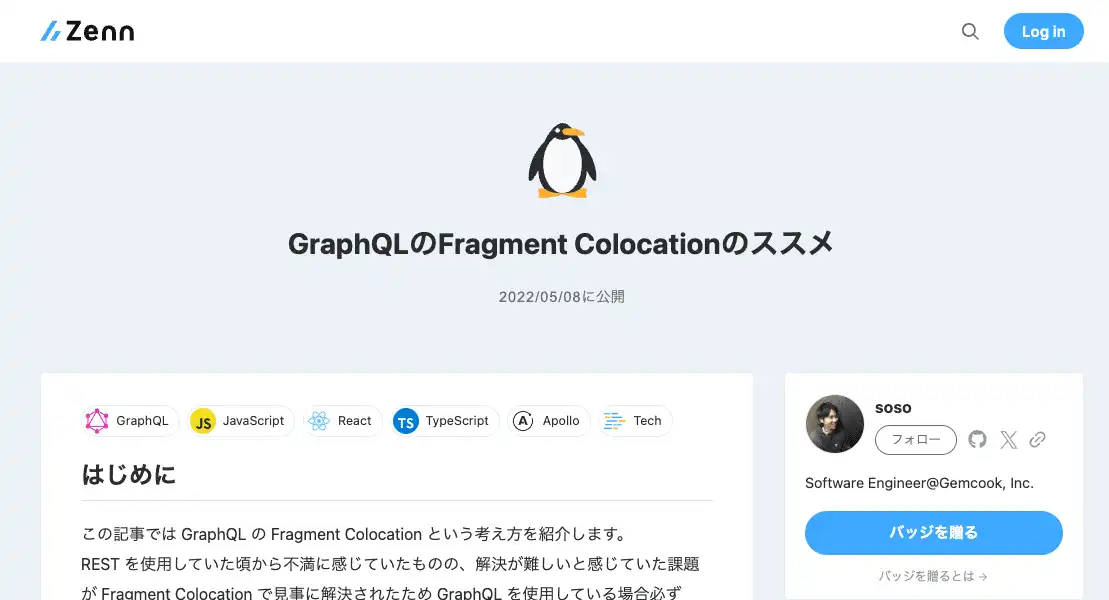 Zenn
Log in
GraphQLのFragment Colocationのススメ
2022/05/08に公開
GraphQL
JS JavaScript
React
TS TypeScript
A Apollo
Tech
はじめに
この記事では GraphQL の Fragment Colocation という考え方を紹介します。
REST を使用していた頃から不満に感じていたものの、解決が難しいと感じていた課題
が Fragment Colocation で見事に解決されたため GraphQL を使用している場合必ず
soso
フォロー
Software Engineer@Gemcook, Inc.
バッジを贈る
バッジを贈るとは →